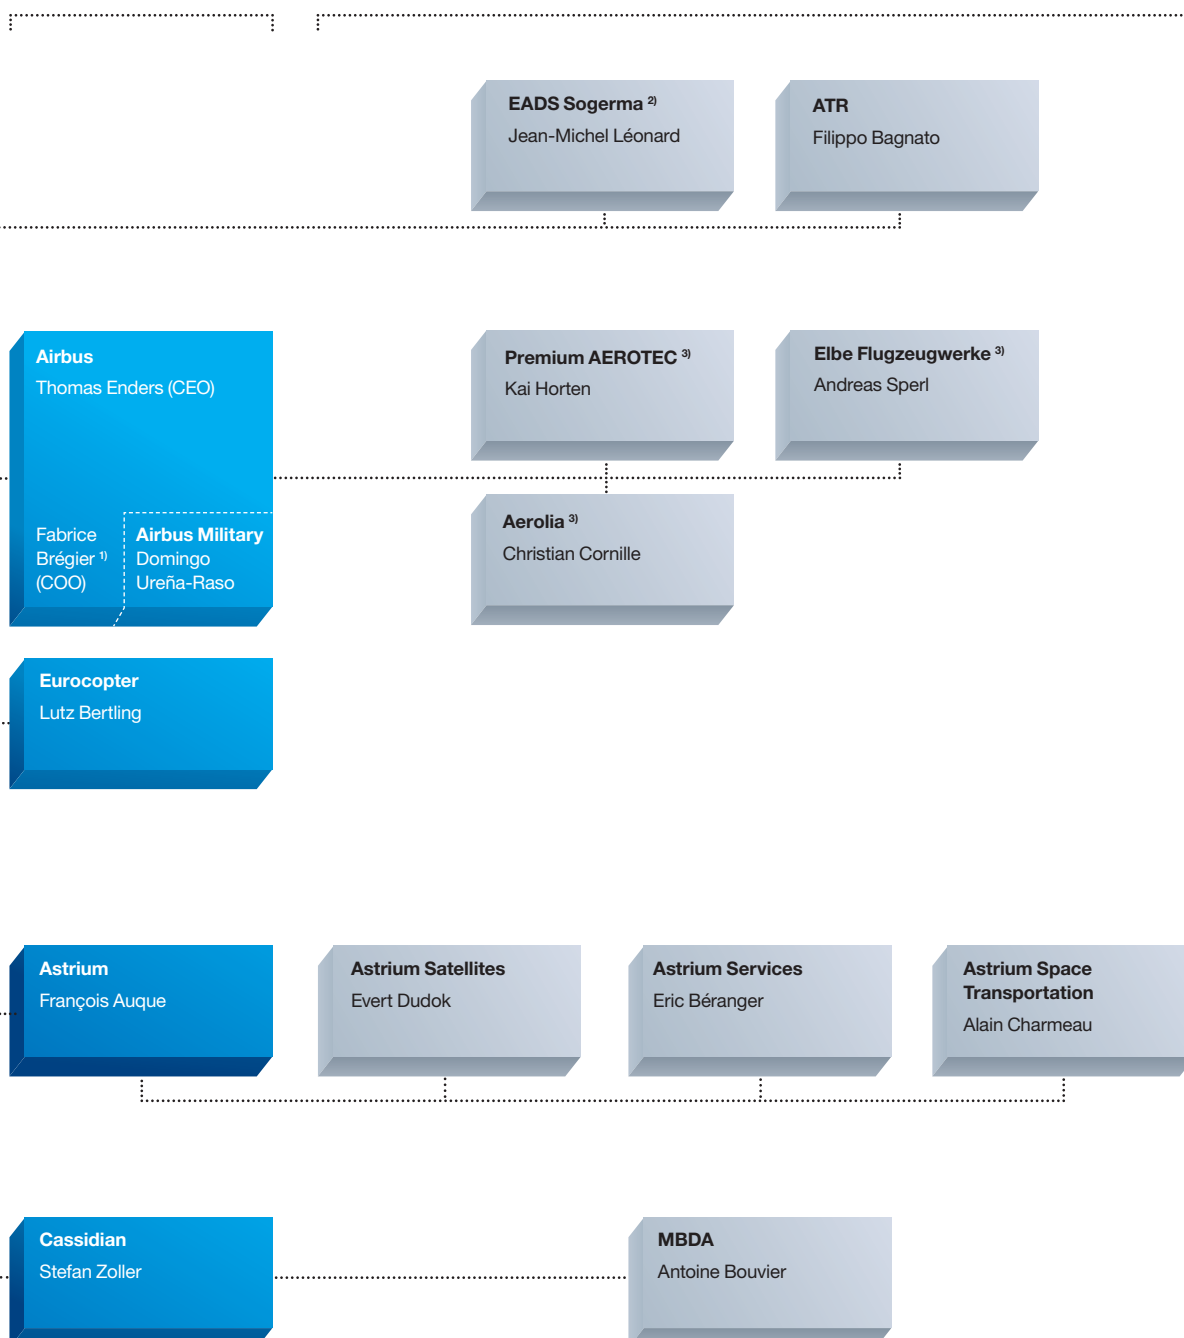 EADS Sogerma 2)
Jean-Michel Léonard
ATR
Filippo Bagnato
Airbus
Thomas Enders (CEO)
Fabrice
Brégier 1)
(COO)
Airbus Military
Domingo
Ureña-Raso
Premium AEROTEC 3)
Kai Horten
Elbe Flugzeugwerke 3)
Andreas Sperl
Aerolia 3)
Christian Cornille
Eurocopter
Lutz Bertling
Astrium
François Auque
Astrium Satellites
Evert Dudok
Astrium Services
Eric Béranger
Astrium Space
Transportation
Alain Charmeau
Cassidian
Stefan Zoller
MBDA
Antoine Bouvier